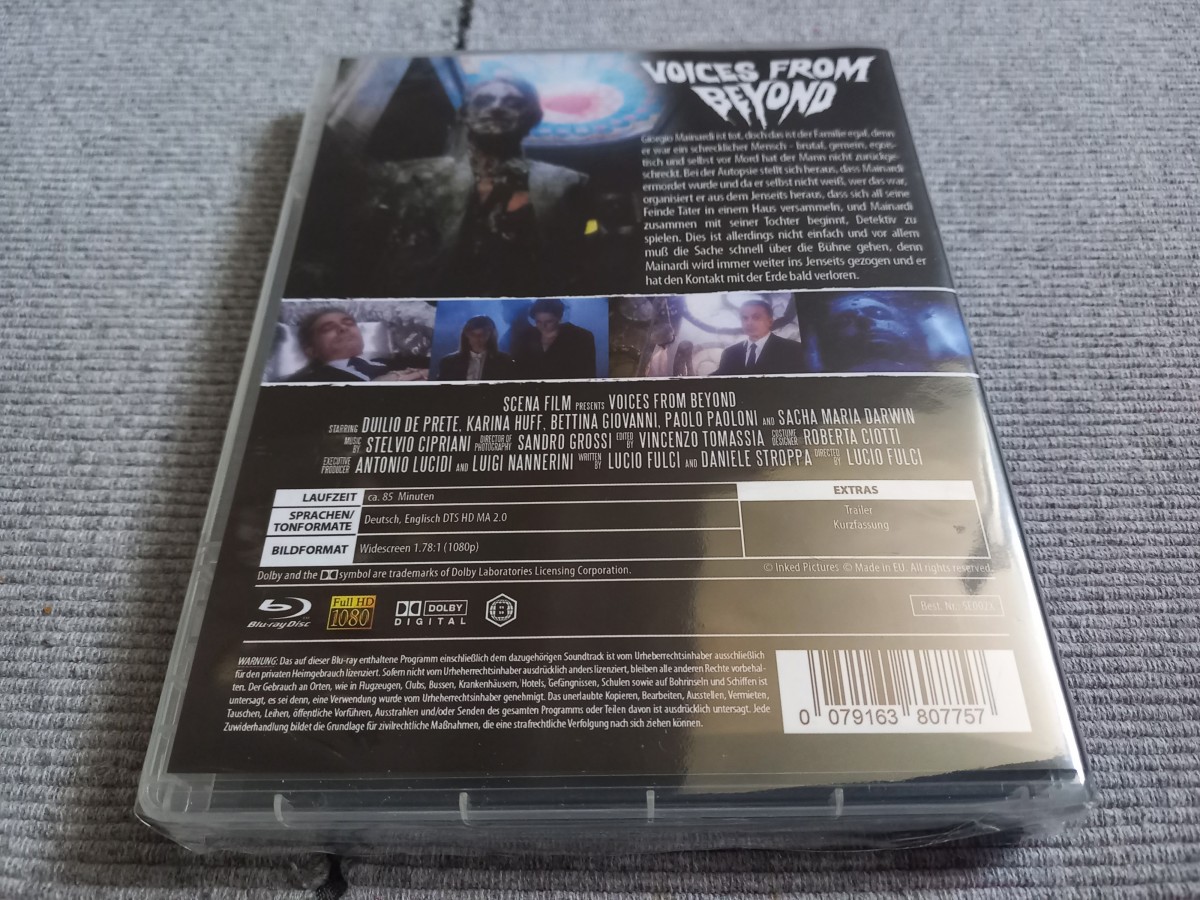 VOICES FROM
BEYOND
Giorgio Mainardi ist tot, doch das ist der Familie egal, denn
er war ein schrecklicher Mensch – brutal, gemein, egois-
tisch und selbst vor Mord hat der Mann nicht zurückge-
schreckt. Bei der Autopsie stellt sich heraus, dass Mainardi
ermordet wurde und da er selbst nicht weiß, wer das war,
organisiert er aus dem Jenseits heraus, dass sich all seine
Feinde Täter in einem Haus versammeln, und Mainardi
zusammen mit seiner Tochter beginnt, Detektiv zu
spielen. Dies ist allerdings nicht einfach und vor allem
muß die Sache schnell über die Bühne gehen, denn
Mainardi wird immer weiter ins Jenseits gezogen und er
hat den Kontakt mit der Erde bald verloren.
SCENA FILM PRESENTS VOICES FROM BEYOND
STARRING DUILIO DE PRETE, KARINA HUFF, BETTINA GIOVANNI, PAOLO PAOLONI AND SACHA MARIA DARWIN
MUSIC BY STELVIO CIPRIANI DIRECTOR OF PHOTOGRAPHY SANDRO GROSSI EDITED BY VINCENZO TOMASSIA COSTUME DESIGNER ROBERTA CIOTTI
EXECUTIVE PRODUCER ANTONIO LUCIDI AND LUIGI NANNERINI WRITTEN BY LUCIO FULCI AND DANIELE STROPPA DIRECTED BY LUCIO FULCI
LAUFZEIT ca. 85 Minuten
SPRACHEN/
TONFORMATE Deutsch, Englisch DTS HD MA 2.0
BILDFORMAT Widescreen 1.78:1 (1080p)
EXTRAS
Trailer
Kurzfassung
Dolby and the symbol are trademarks of Dolby Laboratories Licensing Corporation.
© Inked Pictures © Made in EU. All rights reserved.
Blu-ray Disc
Full HD
1080
DOLBY
DIGITAL
Best. Nr.:
WARNUNG: Das auf dieser Blu-ray enthaltene Programm einschließlich dem dazugehörigen Soundtrack ist vom Urheberrechtsinhaber ausschließlich
für den privaten Heimgebrauch lizenziert. Sofern nicht vom Urheberrechtsinhaber ausdrücklich anders lizenziert, bleiben alle anderen Rechte vorbehal-
ten. Der Gebrauch an Orten, wie in Flugzeugen, Clubs, Bussen, Krankenhäusern, Hotels, Gefängnissen, Schulen sowie auf Bohrinseln und Schiffen ist
untersagt, es sei denn, eine Verwendung wurde vom Urheberrechtsinhaber genehmigt. Das unerlaubte Kopieren, Bearbeiten, Ausstellen, Vermieten,
Tauschen, Leihen, öffentliche Vorführen, Ausstrahlen und/oder Senden des gesamten Programms oder Teilen davon ist ausdrücklich untersagt. Jede
Zuwiderhandlung bildet die Grundlage für zivilrechtliche Maßnahmen, die eine strafrechtliche Verfolgung nach sich ziehen können.
0 079163 807757